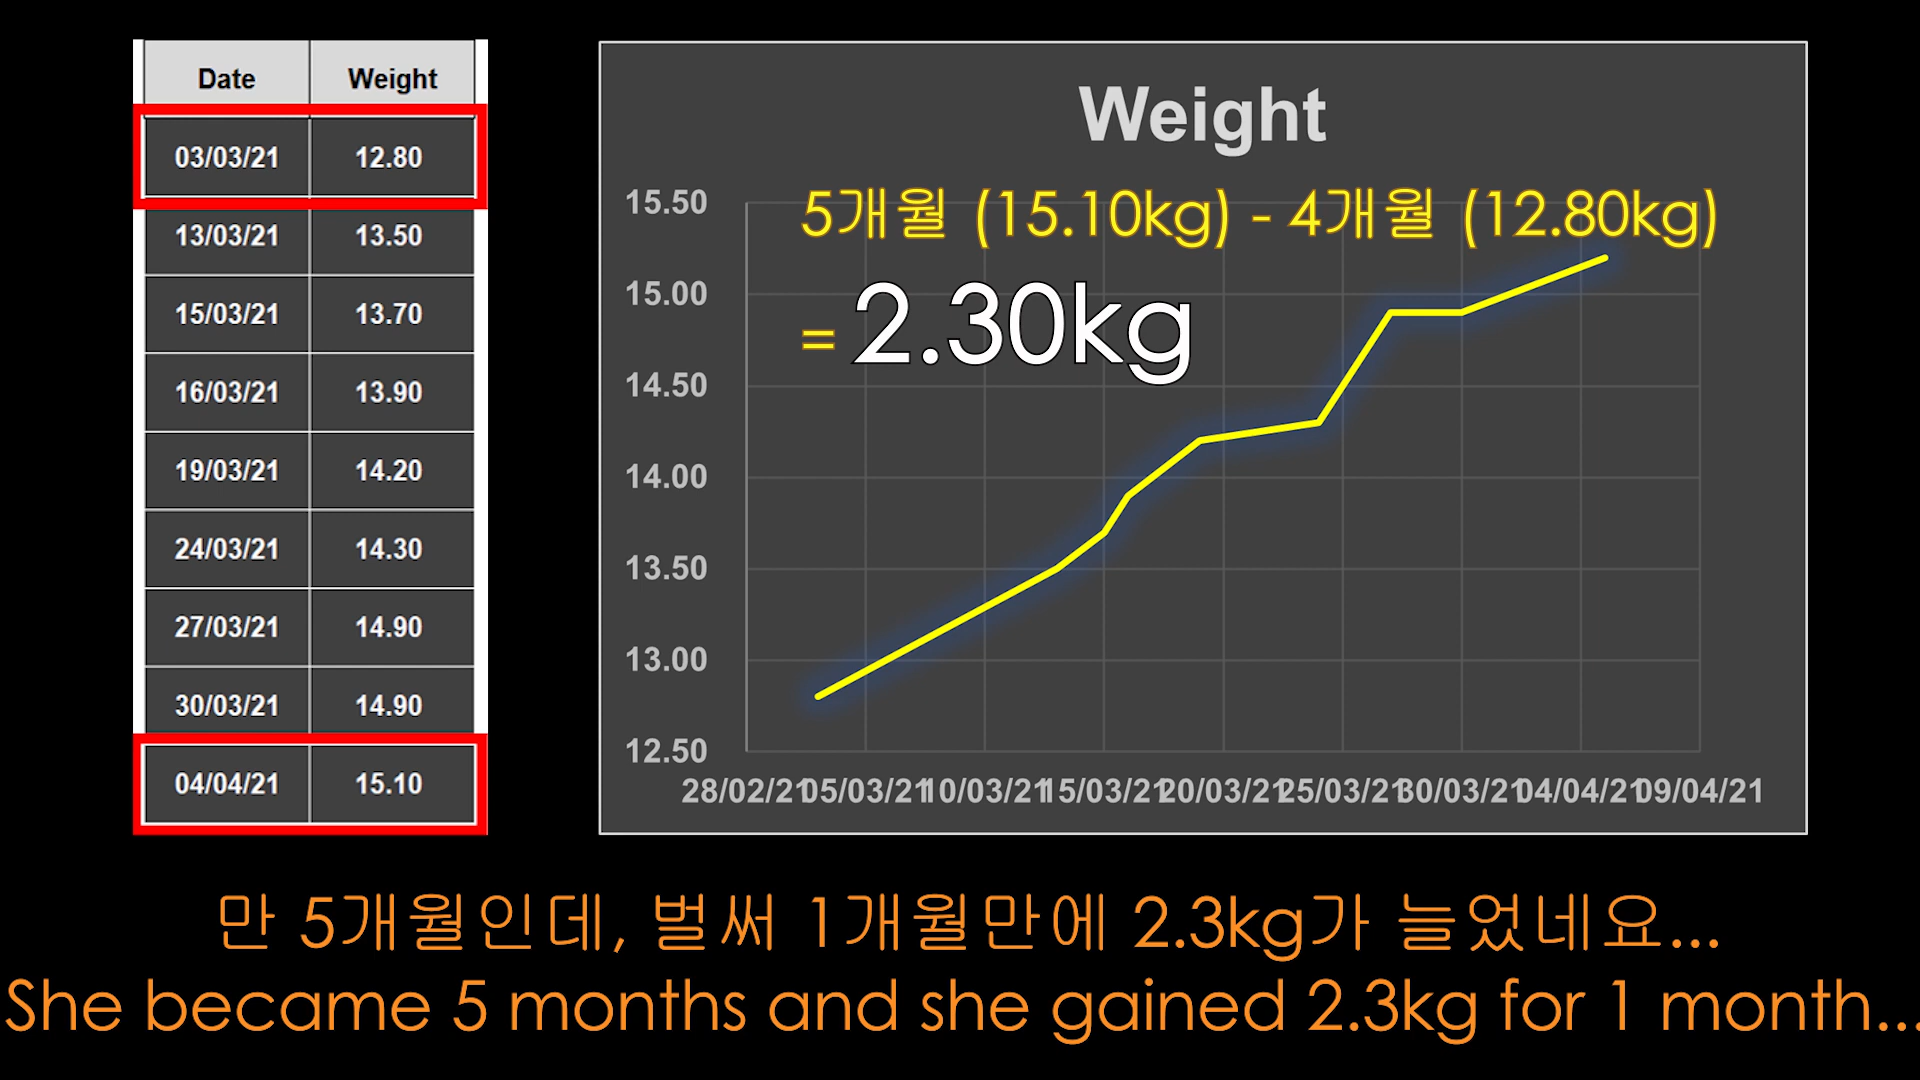 Date Weight
03/03/21 12.80
13/03/21 13.50
15/03/21 13.70
16/03/21 13.90
19/03/21 14.20
24/03/21 14.30
27/03/21 14.90
30/03/21 14.90
04/04/21 15.10
Weight
5개월 (15.10kg) - 4개월 (12.80kg)
= 2.30kg
15.50
15.00
14.50
14.00
13.50
13.00
12.50
28/02/21 05/03/21 10/03/21 15/03/21 20/03/21 25/03/21 30/03/21 04/04/21 09/04/21
만 5개월인데, 벌써 1개월만에 2.3kg가 늘었네요...
She became 5 months and she gained 2.3kg for 1 month...